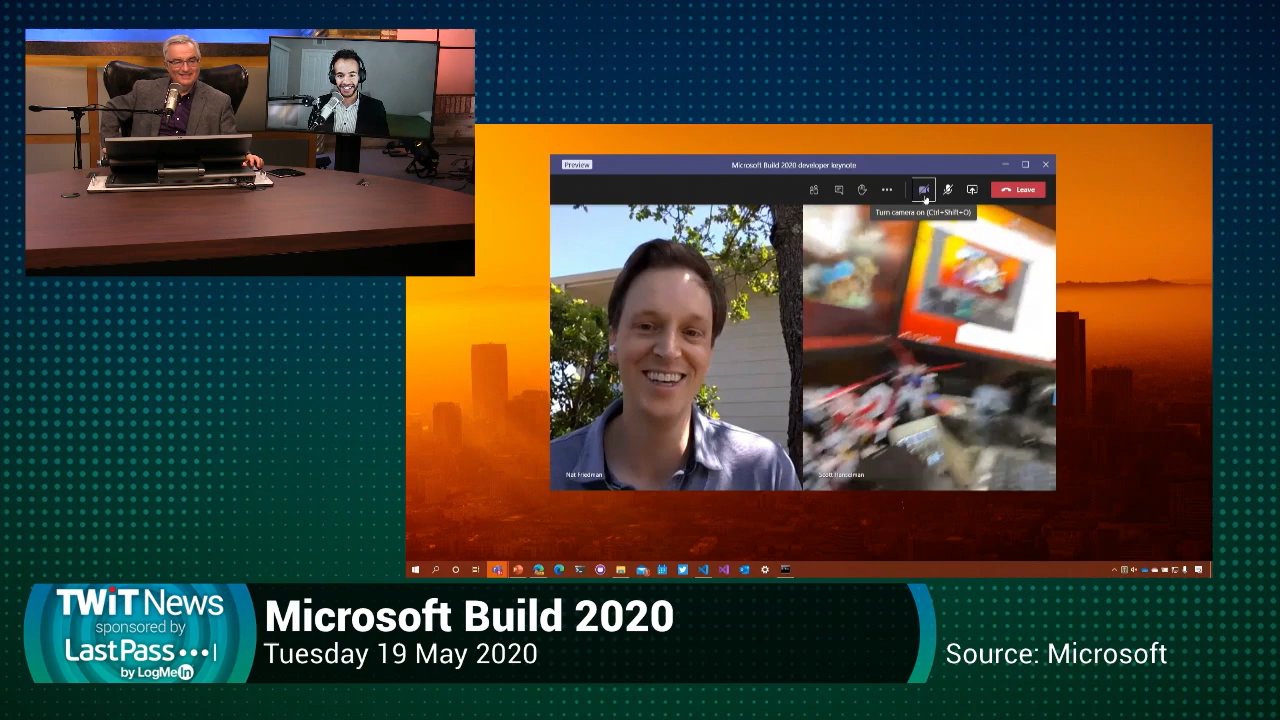 Preview
Microsoft Build 2020 developer keynote
Leave
Turn camera on (Ctrl+Shift+O)
Nat Friedman
Scott Hanselman
TWiT News
sponsored by
LastPass •••|
by LogMeIn
Microsoft Build 2020
Tuesday 19 May 2020
Source: Microsoft